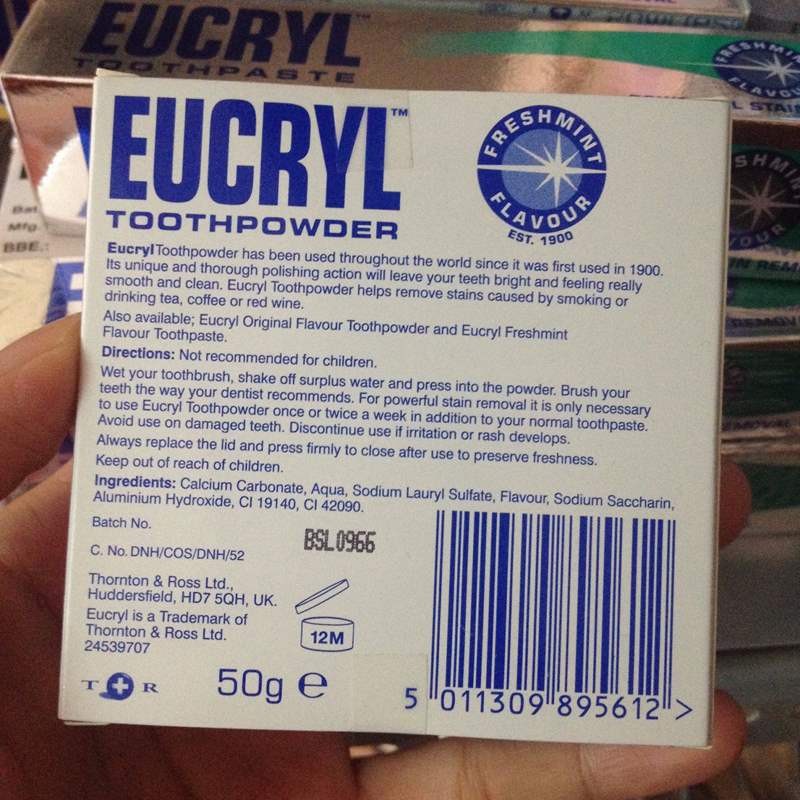 EUCRYL™
TOOTHPASTE
FRESHMINT
FLAVOUR
L STAIN
Bat
Mfg.
BBE.:
EUCRYL™
TOOTHPOWDER
FRESHMINT
FLAVOUR
EST. 1900
Eucryl Toothpowder has been used throughout the world since it was first used in 1900.
Its unique and thorough polishing action will leave your teeth bright and feeling really
smooth and clean. Eucryl Toothpowder helps remove stains caused by smoking or
drinking tea, coffee or red wine.
Also available; Eucryl Original Flavour Toothpowder and Eucryl Freshmint
Flavour Toothpaste.
Directions: Not recommended for children.
Wet your toothbrush, shake off surplus water and press into the powder. Brush your
teeth the way your dentist recommends. For powerful stain removal it is only necessary
to use Eucryl Toothpowder once or twice a week in addition to your normal toothpaste.
Avoid use on damaged teeth. Discontinue use if irritation or rash develops.
Always replace the lid and press firmly to close after use to preserve freshness.
Keep out of reach of children.
Ingredients: Calcium Carbonate, Aqua, Sodium Lauryl Sulfate, Flavour, Sodium Saccharin,
Aluminium Hydroxide, CI 19140, CI 42090.
Batch No.
BSL0966
C. No. DNH/COS/DNH/52
Thornton & Ross Ltd.,
Huddersfield, HD7 5QH, UK.
Eucryl is a Trademark of
Thornton & Ross Ltd.
24539707
12M
T R
50g e
5 011309 895612 >